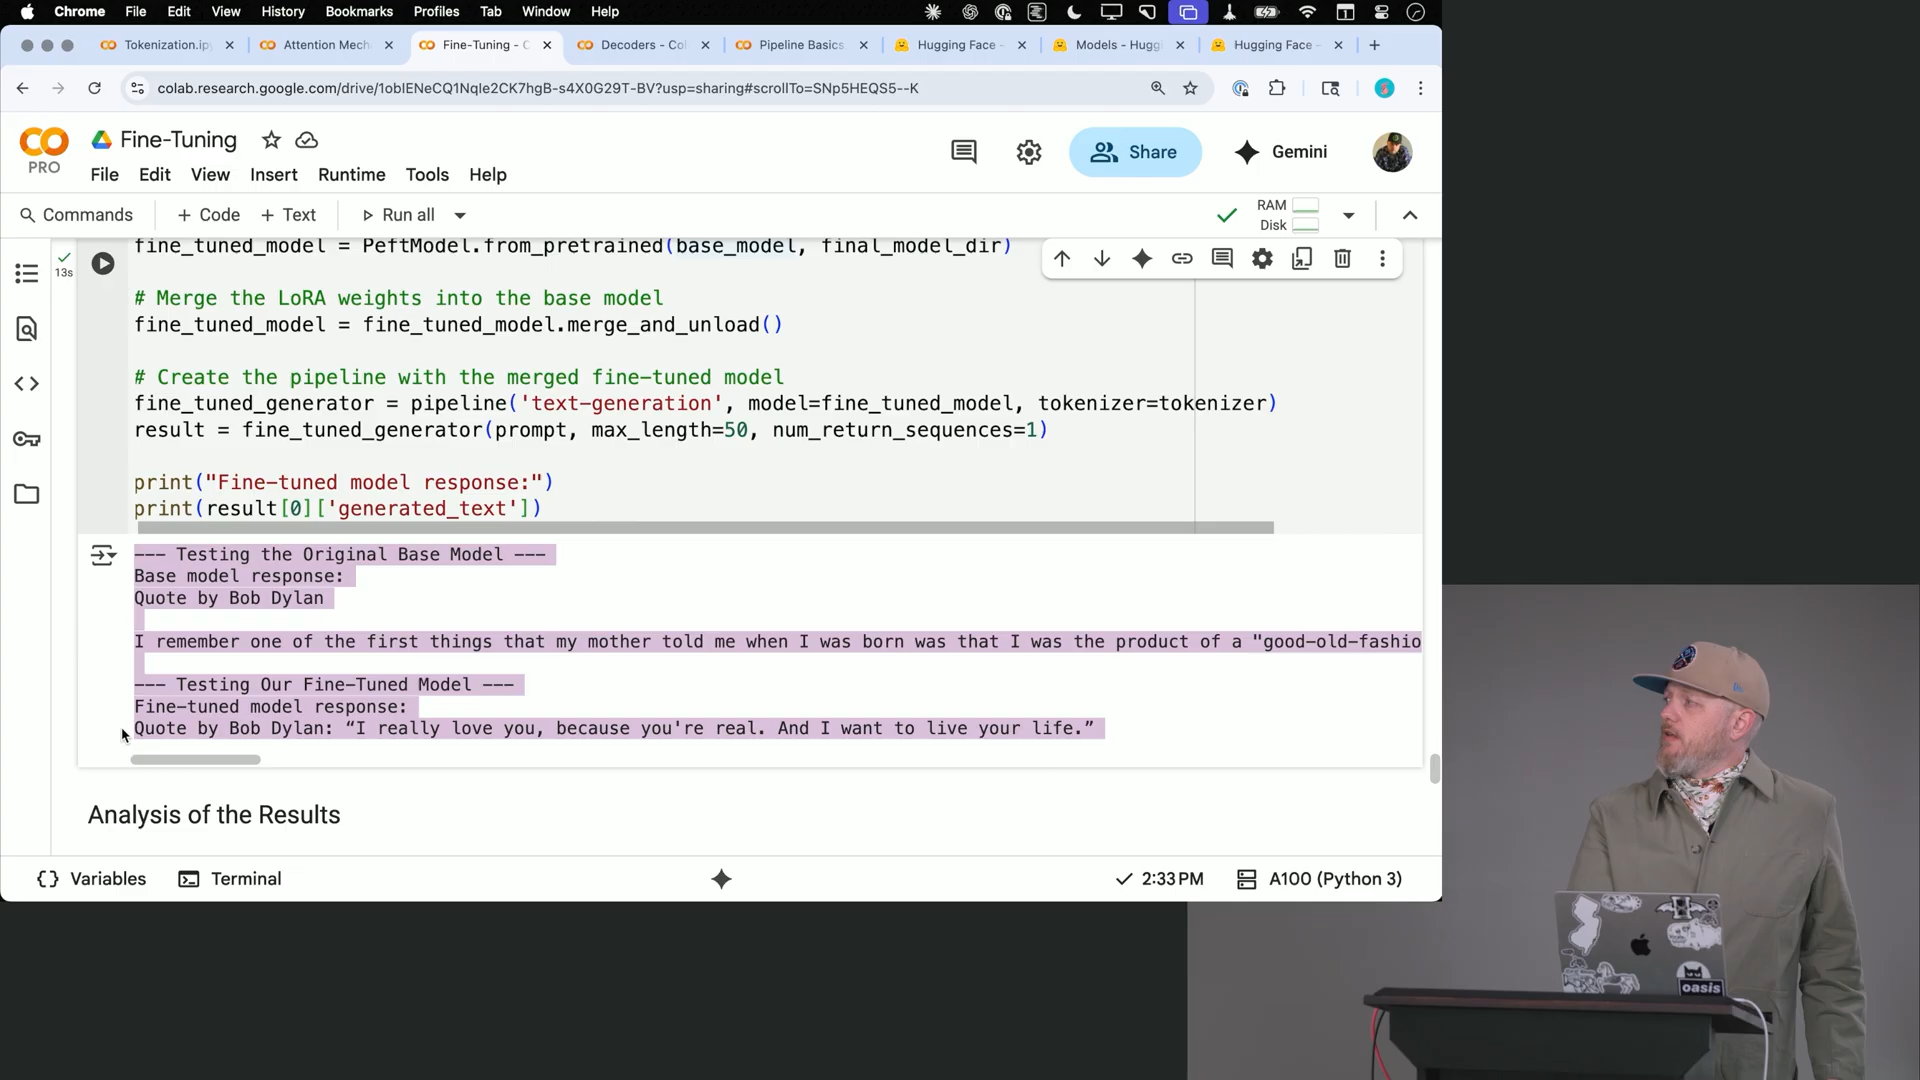 Chrome File Edit View History Bookmarks Profiles Tab Window Help
Tokenization.ipy Attention Mech Fine-Tuning - C Decoders - Col Pipeline Basics. Hugging Face - Models - Huggi Hugging Face -
colab.research.google.com/drive/1oblENeCQ1Nqle2CK7hgB-s4X0G29T-BV?usp=sharing#scrollTo=SNp5HEQS5--K
PRO
Fine-Tuning
Share
Gemini
File Edit View Insert Runtime Tools Help
Commands + Code + Text Run all
RAM
Disk
13s
fine_tuned_model = PeftModel.from_pretrained(base_model, final_model_dir)
# Merge the LoRA weights into the base model
fine_tuned_model = fine_tuned_model.merge_and_unload()
# Create the pipeline with the merged fine-tuned model
fine_tuned_generator = pipeline('text-generation', model=fine_tuned_model, tokenizer=tokenizer)
result = fine_tuned_generator(prompt, max_length=50, num_return_sequences=1)
print("Fine-tuned model response:")
print(result[0]['generated_text'])
--- Testing the Original Base Model ---
Base model response:
Quote by Bob Dylan
I remember one of the first things that my mother told me when I was born was that I was the product of a "good-old-fashio
--- Testing Our Fine-Tuned Model ---
Fine-tuned model response:
Quote by Bob Dylan: “I really love you, because you're real. And I want to live your life.”
Analysis of the Results
Variables Terminal
2:33 PM A100 (Python 3)
oasis